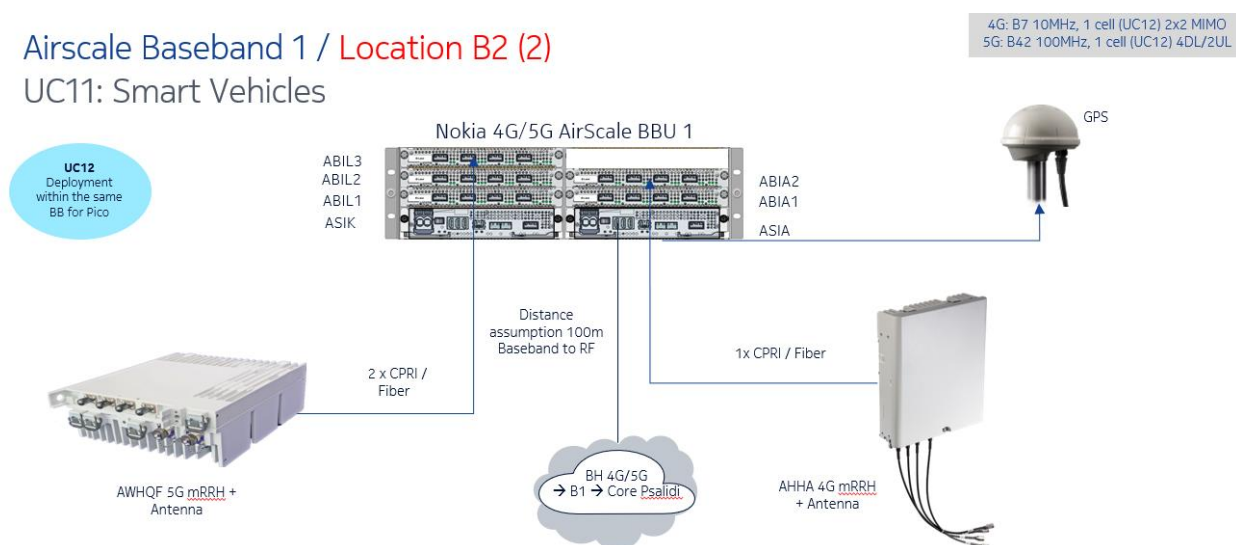 Airscale Baseband 1 / Location B2 (2)
UC11: Smart Vehicles
4G: B7 10MHz, 1 cell (UC12) 2x2 MIMO
5G: B42 100MHz, 1 cell (UC12) 4DL/2UL
UC12
Deployment
within the same
BB for Pico
Nokia 4G/5G AirScale BBU 1
GPS
ABIL3
ABIL2
ABIL1
ASIK
ABIA2
ABIA1
ASIA
Distance
assumption 100m
Baseband to RF
2 x CPRI /
Fiber
1x CPRI / Fiber
BH 4G/5G
→ B1 → Core Psalidi
AWHQF 5G mRRH +
Antenna
AHHA 4G mRRH
+ Antenna